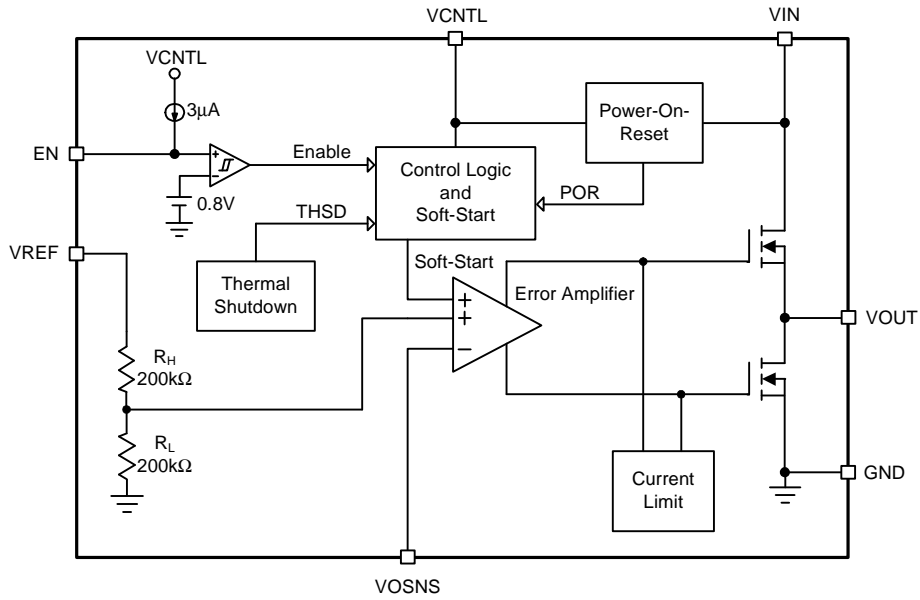 VCNTL
VIN
VCNTL
3μA
Power-On-
Reset
EN
+
−
Enable
Control Logic
and
Soft-Start
POR
0.8V
THSD
VREF
Thermal
Shutdown
Soft-Start
Error Amplifier
+
+
−
VOUT
RH
200kΩ
RL
200kΩ
Current
Limit
GND
VOSNS